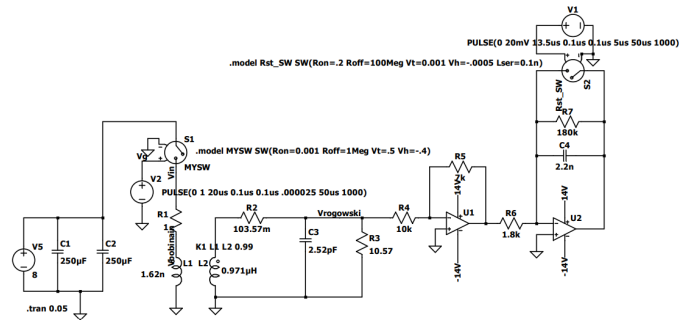 V1
PULSE(0 20mV 13.5us 0.1us 0.1us 5us 50us 1000)
.model Rst_SW SW(Ron=.2 Roff=100Meg Vt=0.001 Vh=-.0005 Lser=0.1n)
Rst_SW
S2
R7
180k
C4
2.2n
S1
MYSW
.model MYSW SW(Ron=0.001 Roff=1Meg Vt=.5 Vh=-.4)
Vg
Vin
V2
PULSE(0 1 20us 0.1us 0.1us .000025 50us 1000)
R1
L1
1.62n
K1 L1 L2 0.99
L2
0.971μH
R2
103.57m
Vrogowski
C3
2.52pF
R3
10.57
R4
10k
R5
7k
-14V
U1
-14V
R6
1.8k
-14V
U2
-14V
V5
8
C1
250μF
C2
250μF
.tran 0.05